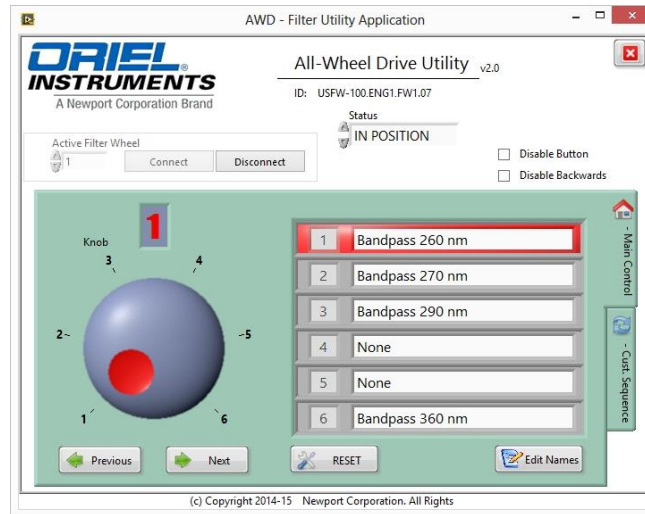 AWD - Filter Utility Application
ORIEL®
INSTRUMENTS
A Newport Corporation Brand
All-Wheel Drive Utility v2.0
ID: USFW-100.ENG1.FW1.07
Status
IN POSITION
Active Filter Wheel
1
Connect
Disconnect
Disable Button
Disable Backwards
1
Knob
3
4
2
5
1
6
1 Bandpass 260 nm
2 Bandpass 270 nm
3 Bandpass 290 nm
4 None
5 None
6 Bandpass 360 nm
- Main Control
- Cust. Sequence
Previous
Next
RESET
Edit Names
(c) Copyright 2014-15 Newport Corporation. All Rights